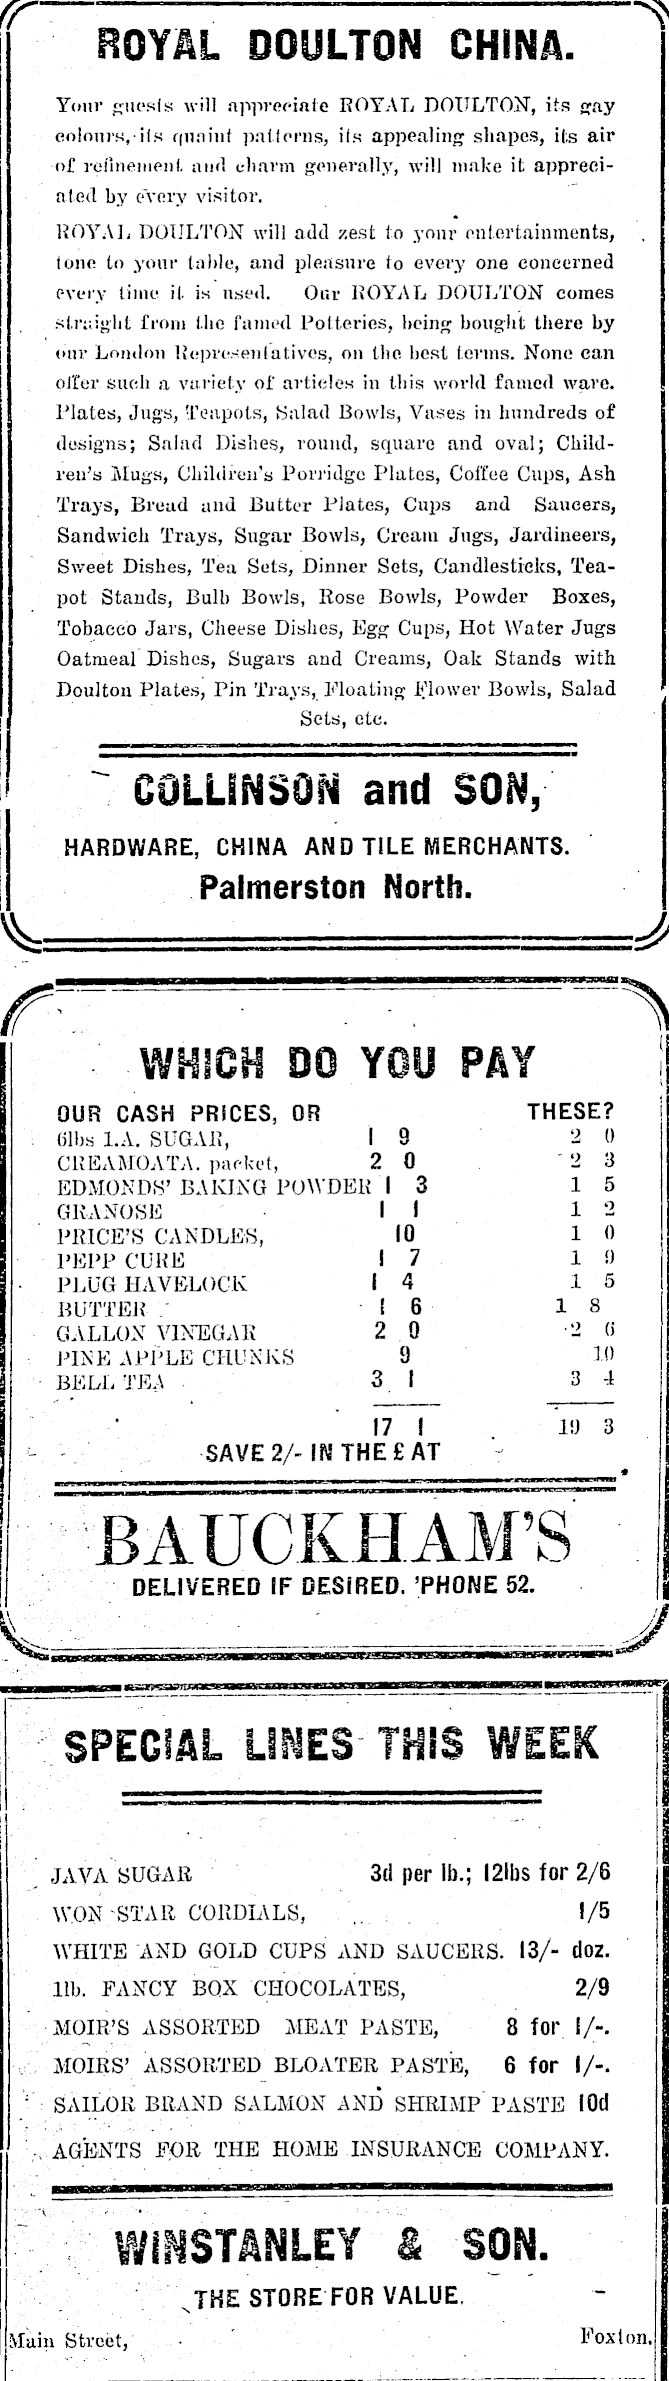 ROYAL DOULTON CHINA.
Your guests will appreciate ROYAL DOULTON, its gay
colours, its quaint patterns, its appealing shapes, its air
of refinement and charm generally, will make it appreci-
ated by every visitor.
ROYAL DOULTON will add zest to your entertainments,
tone to your table, and pleasure to every one concerned
every time it is used. Our ROYAL DOULTON comes
straight from the famed Potteries, being bought there by
our London Representatives, on the best terms. None can
offer such a variety of articles in this world famed ware.
Plates, Jugs, Teapots, Salad Bowls, Vases in hundreds of
designs; Salad Dishes, round, square and oval; Child-
ren's Mugs, Children's Porridge Plates, Coffee Cups, Ash
Trays, Bread and Butter Plates, Cups and Saucers,
Sandwich Trays, Sugar Bowls, Cream Jugs, Jardineers,
Sweet Dishes, Tea Sets, Dinner Sets, Candlesticks, Tea-
pot Stands, Bulb Bowls, Rose Bowls, Powder Boxes,
Tobacco Jars, Cheese Dishes, Egg Cups, Hot Water Jugs
Oatmeal Dishes, Sugars and Creams, Oak Stands with
Doulton Plates, Pin Trays, Floating Flower Bowls, Salad
Sets, etc.
COLLINSON and SON,
HARDWARE, CHINA AND TILE MERCHANTS.
Palmerston North.
WHICH DO YOU PAY
OUR CASH PRICES, OR THESE?
6lbs 1.A. SUGAR, 1 9 2 0
CREAMOATA. packet, 2 0 2 3
EDMONDS' BAKING POWDER 1 3 1 5
GRANOSE 1 1 1 2
PRICE'S CANDLES, 10 1 0
PEPP CURE 1 7 1 9
PLUG HAVELOCK 1 4 1 5
BUTTER 1 6 1 8
GALLON VINEGAR 2 0 2 6
PINE APPLE CHUNKS 9 10
BELL TEA 3 1 3 4
17 1 19 3
SAVE 2/- IN THE £ AT
BAUCKHAM'S
DELIVERED IF DESIRED. 'PHONE 52.
SPECIAL LINES THIS WEEK
JAVA SUGAR 3d per lb.; 12lbs for 2/6
WON STAR CORDIALS, 1/5
WHITE AND GOLD CUPS AND SAUCERS. 13/- doz.
1lb. FANCY BOX CHOCOLATES, 2/9
MOIR'S ASSORTED MEAT PASTE, 8 for 1/-.
MOIRS' ASSORTED BLOATER PASTE, 6 for 1/-.
SAILOR BRAND SALMON AND SHRIMP PASTE 10d
AGENTS FOR THE HOME INSURANCE COMPANY.
WINSTANLEY & SON.
THE STORE FOR VALUE.
Main Street, Foxton.